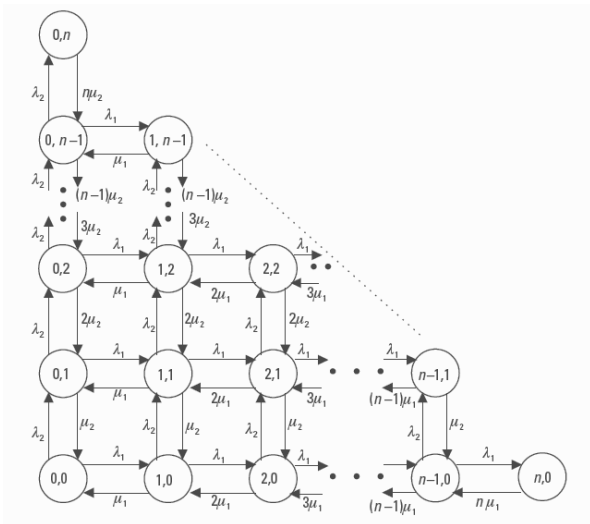 0,n
λ₂ nμ₂
λ₁
0, n−1 1, n−1
μ₁
λ₂ (n−1)μ₂ λ₂ (n−1)μ₂
λ₂ 3μ₂ λ₂ 3μ₂
λ₁ λ₁ λ₁
0,2 1,2 2,2
μ₁ 2μ₁ 3μ₁
λ₂ 2μ₂ λ₂ 2μ₂ λ₂ 2μ₂
λ₁ λ₁ λ₁ λ₁
0,1 1,1 2,1 n−1,1
μ₁ 2μ₁ 3μ₁ (n−1)μ₁
λ₂ μ₂ λ₂ μ₂ λ₂ μ₂ λ₂ μ₂
λ₁ λ₁ λ₁ λ₁ λ₁
0,0 1,0 2,0 n−1,0 n,0
μ₁ 2μ₁ 3μ₁ (n−1)μ₁ nμ₁